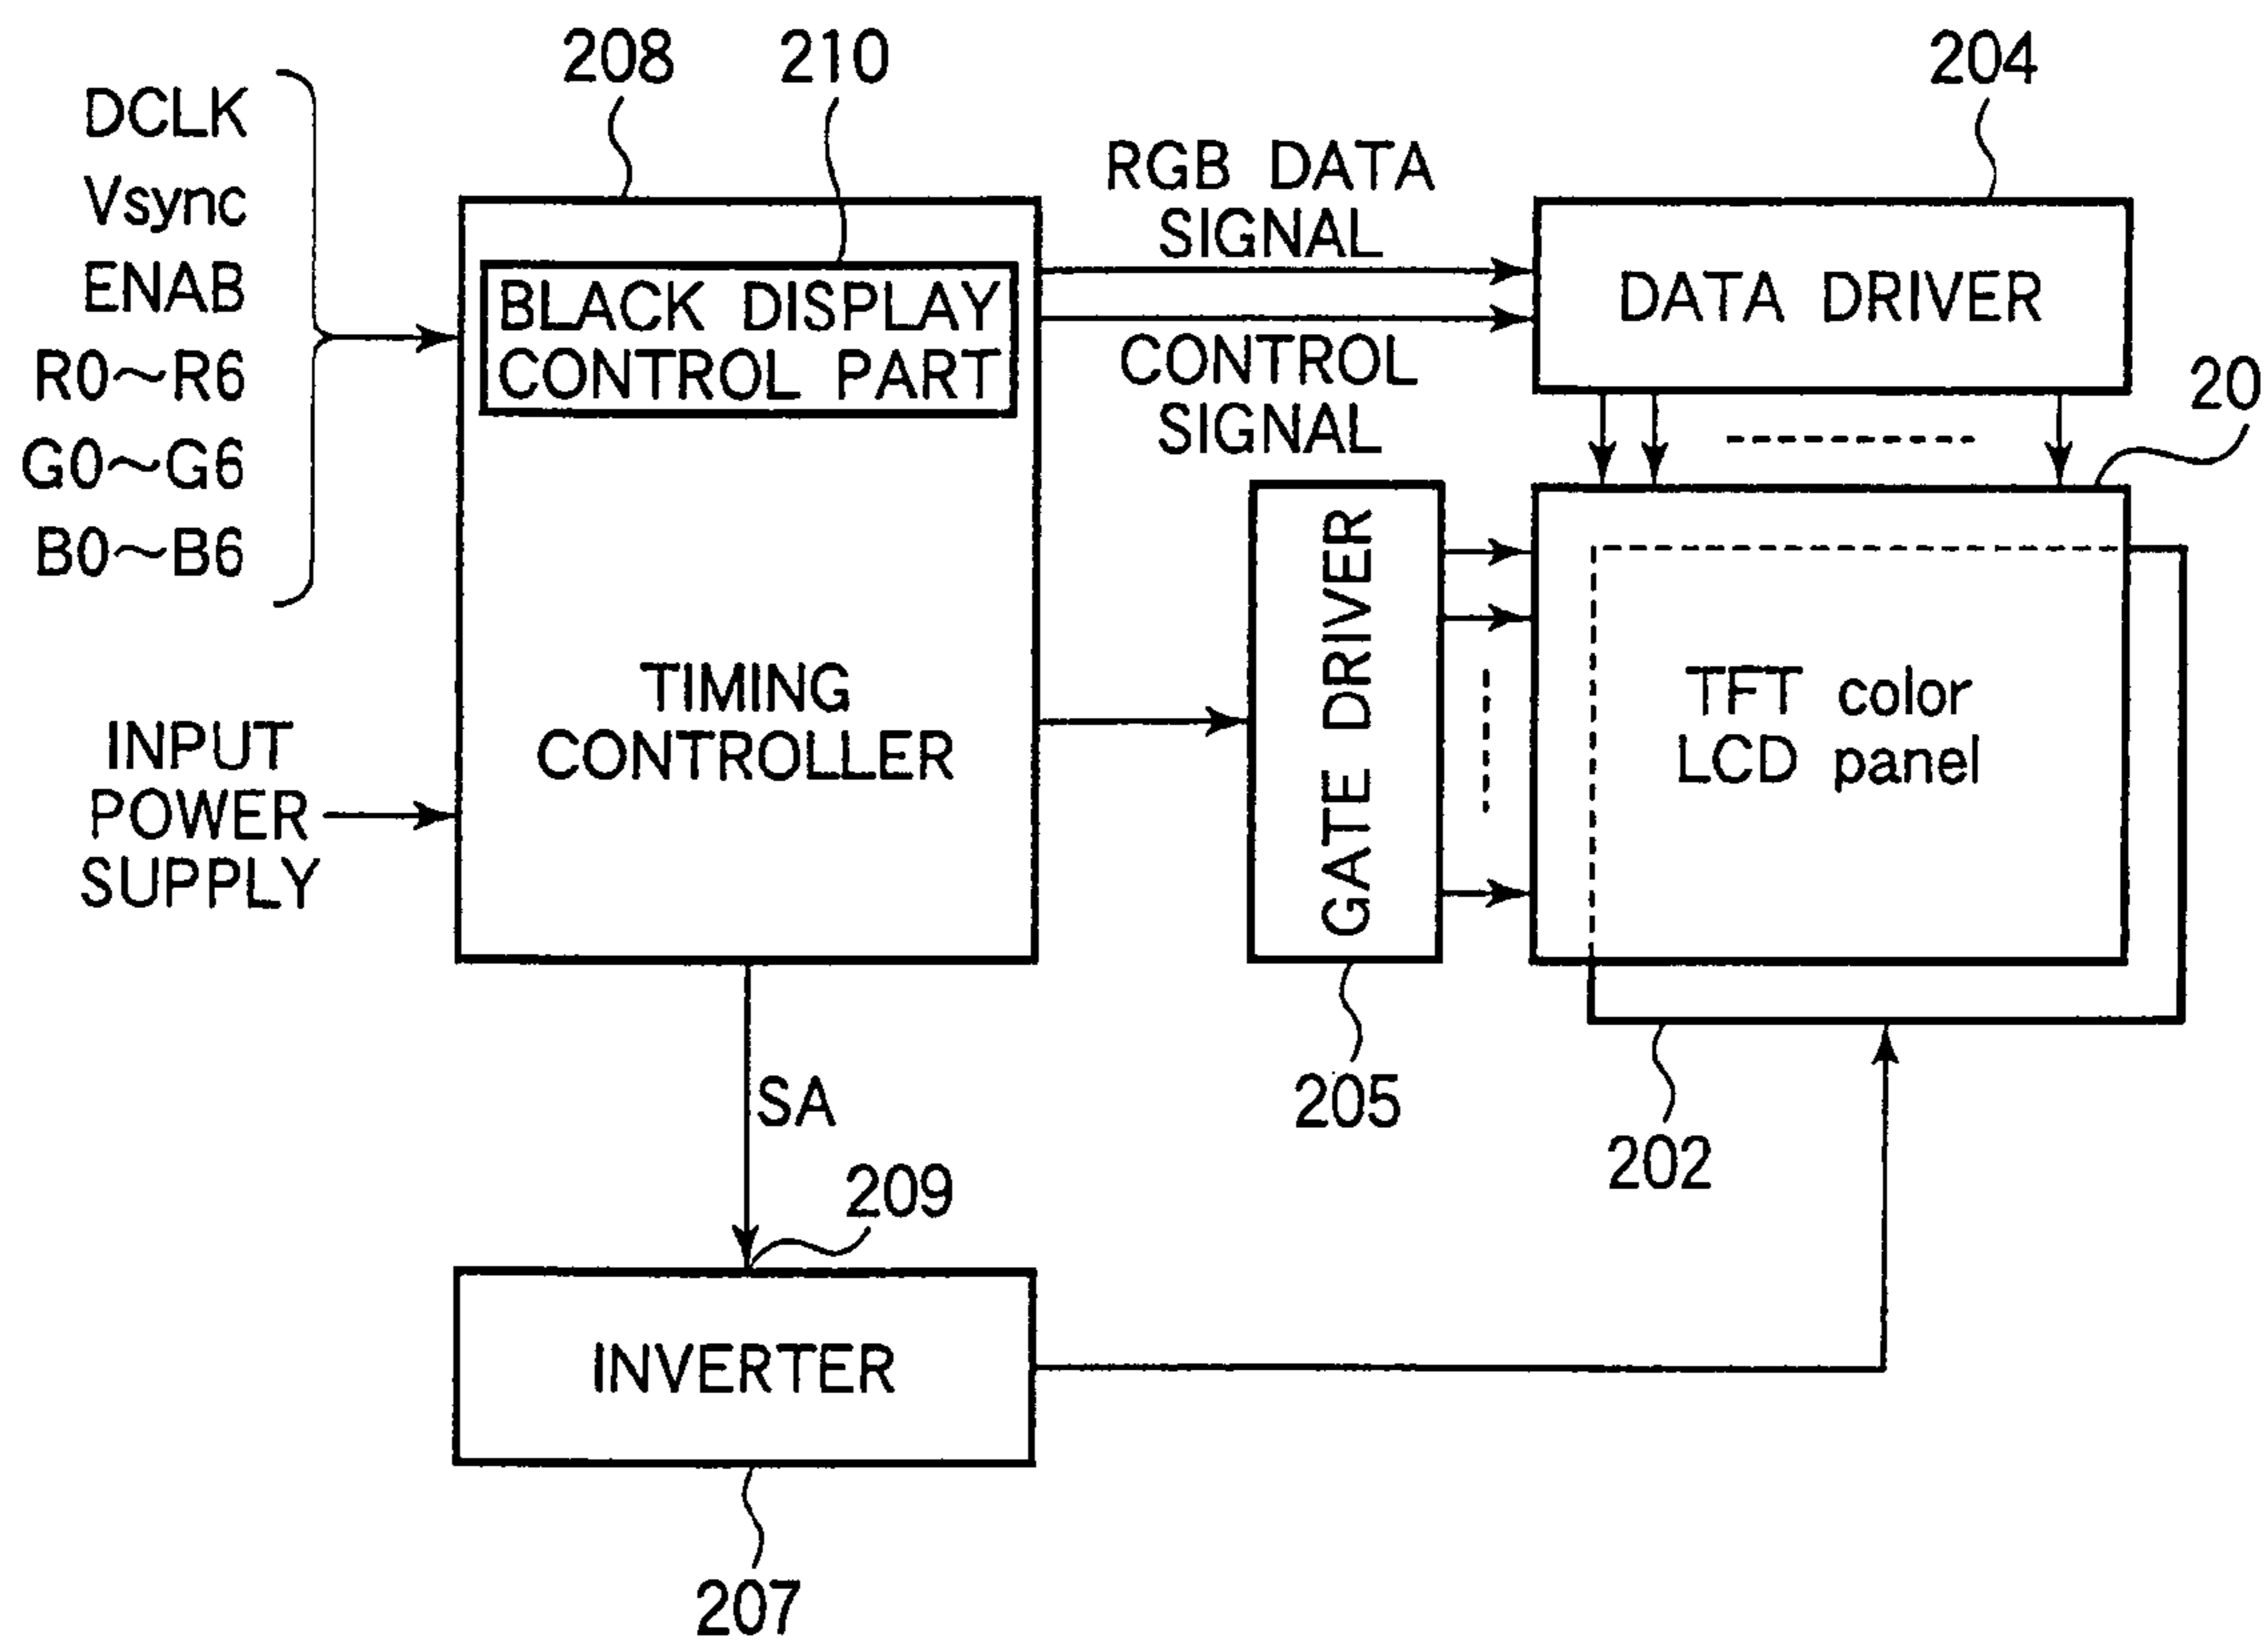 208
210
204
DCLK
Vsync
ENAB
R0~R6
G0~G6
B0~B6
RGB DATA
SIGNAL
DATA DRIVER
BLACK DISPLAY
CONTROL PART
CONTROL
SIGNAL
20
TIMING
CONTROLLER
GATE DRIVER
TFT color
LCD panel
INPUT
POWER
SUPPLY
SA
205
202
209
INVERTER
207